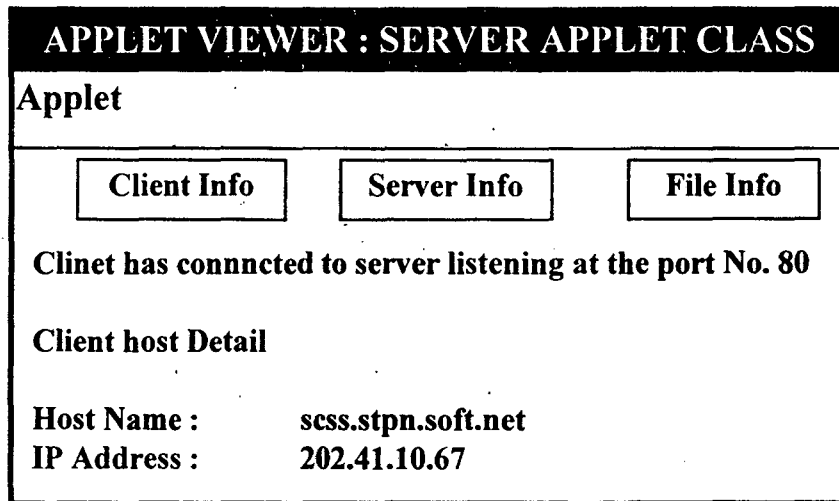 APPLET VIEWER : SERVER APPLET CLASS
Applet
Client Info Server Info File Info
Clinet has connncted to server listening at the port No. 80
Client host Detail
Host Name : scss.stpn.soft.net
IP Address : 202.41.10.67